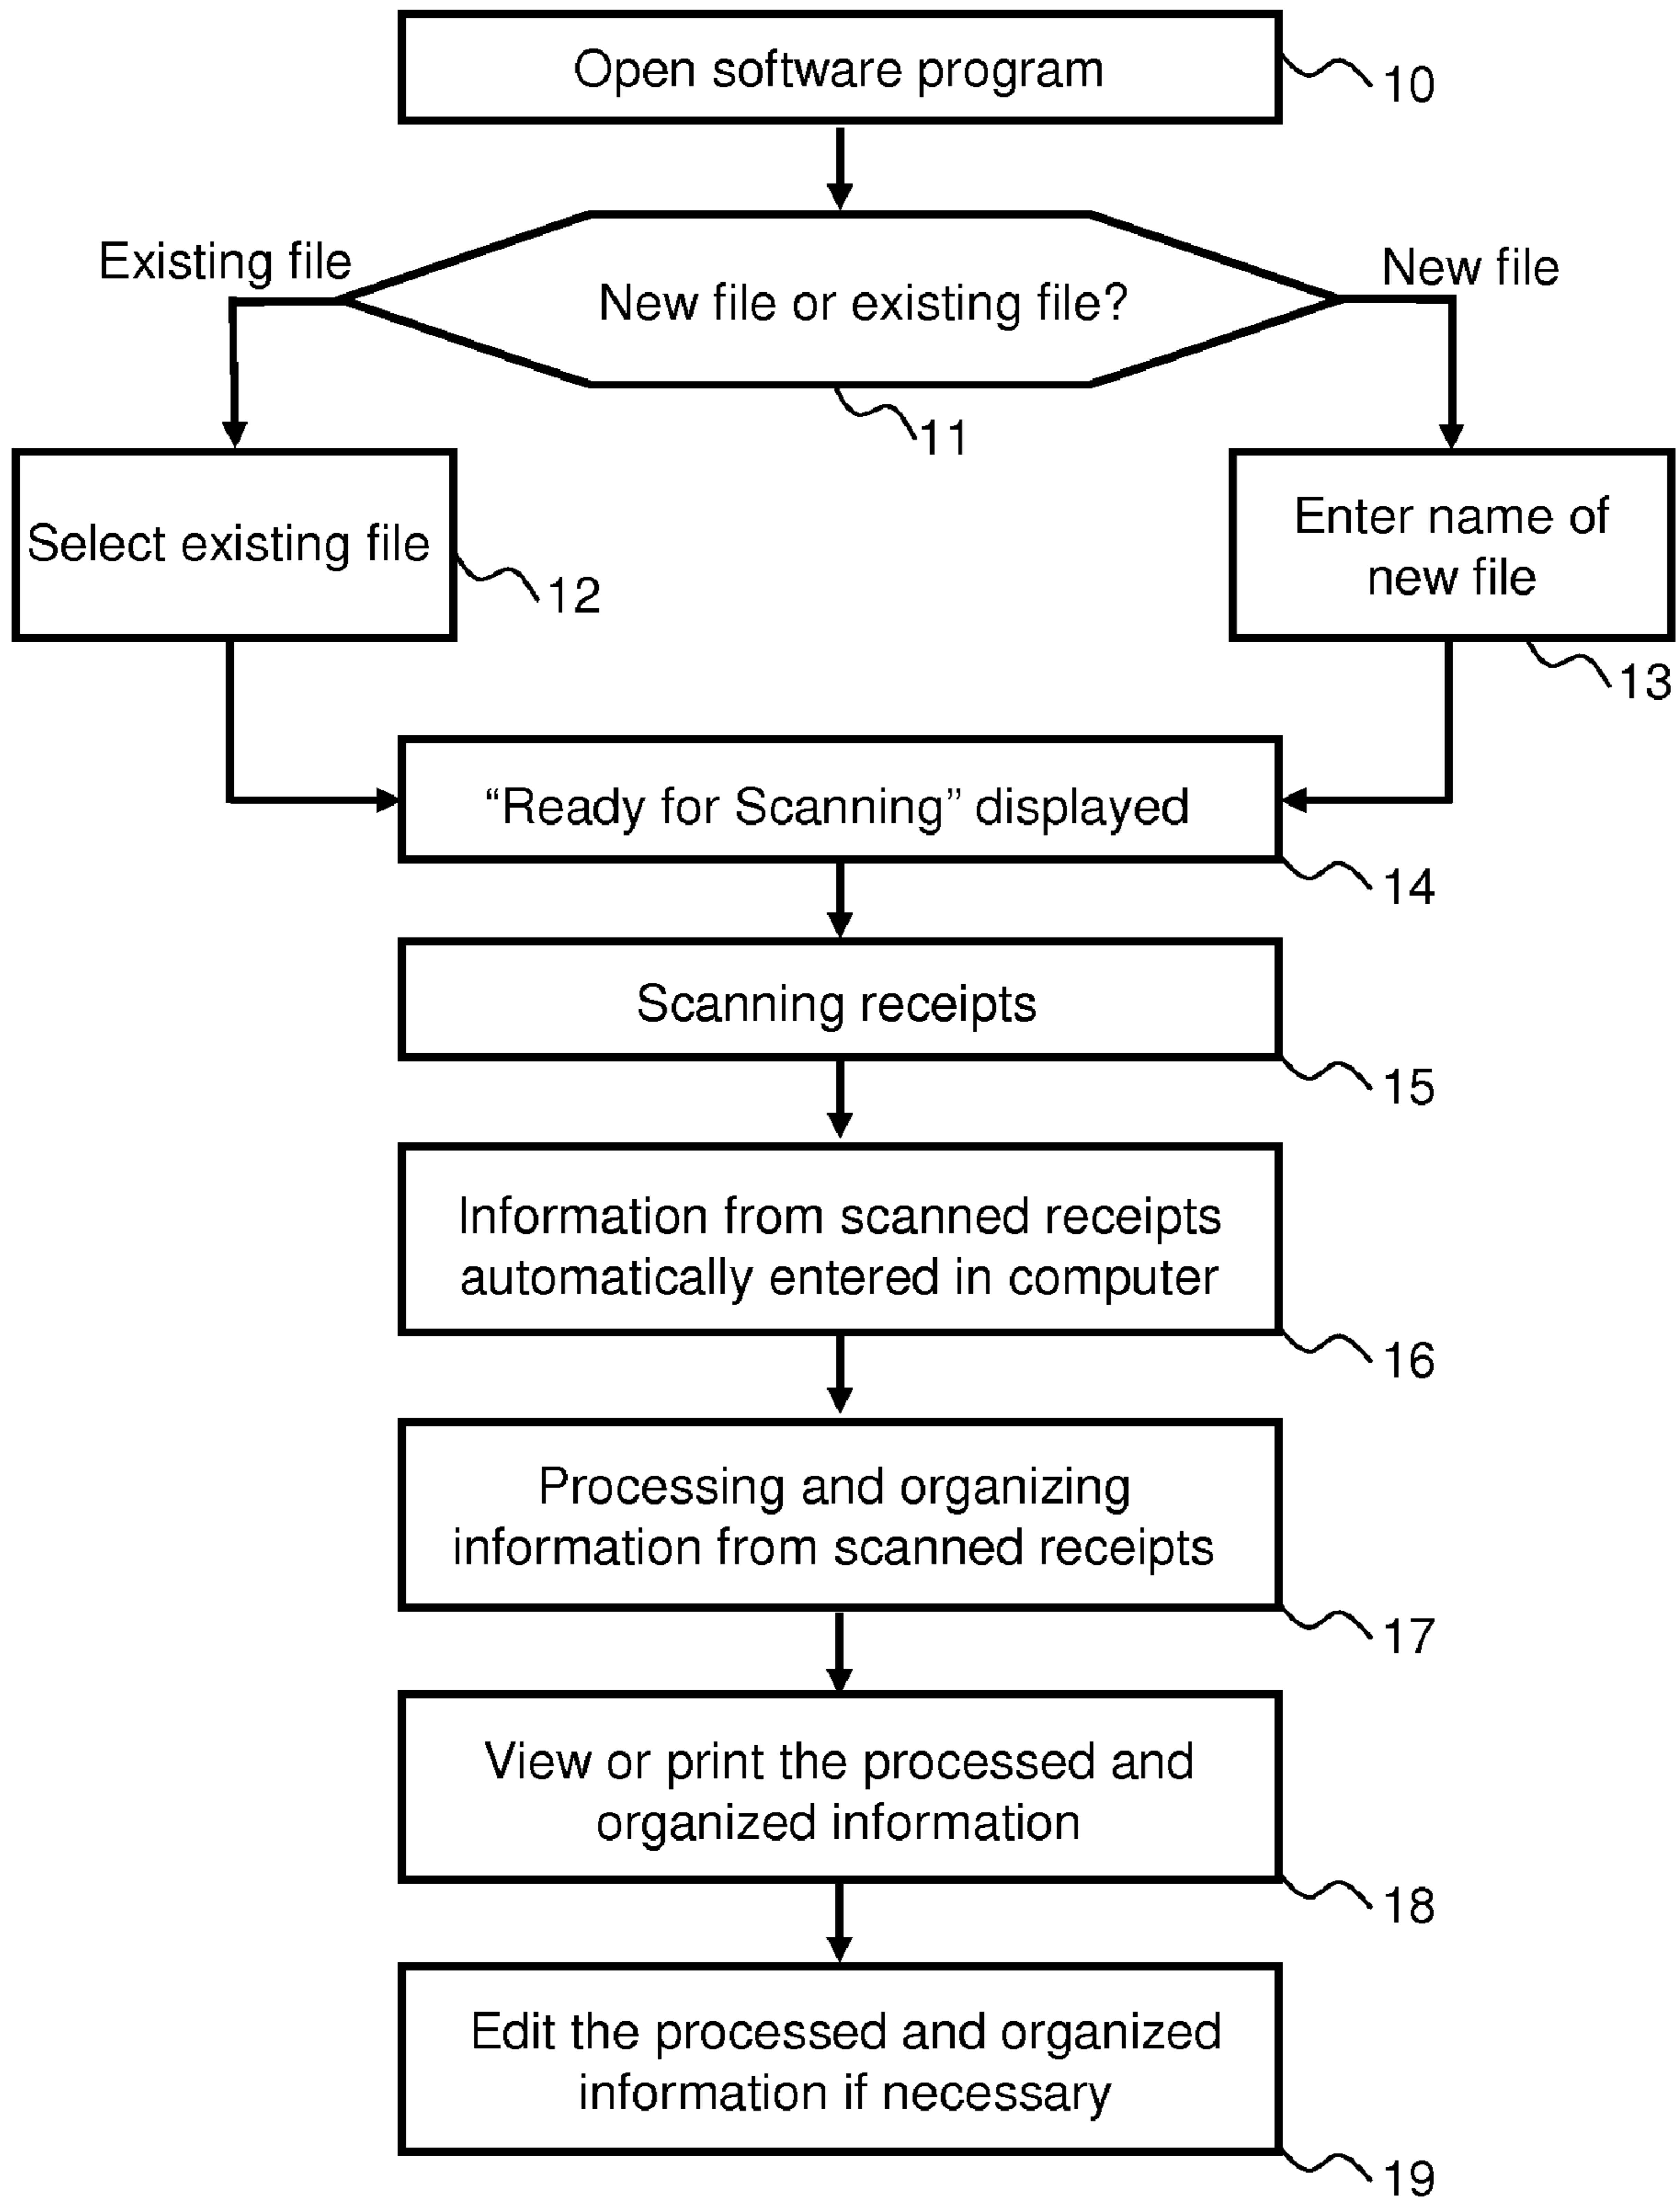 Open software program
10
Existing file
New file
New file or existing file?
11
Select existing file
12
Enter name of
new file
13
“Ready for Scanning” displayed
14
Scanning receipts
15
Information from scanned receipts
automatically entered in computer
16
Processing and organizing
information from scanned receipts
17
View or print the processed and
organized information
18
Edit the processed and organized
information if necessary
19